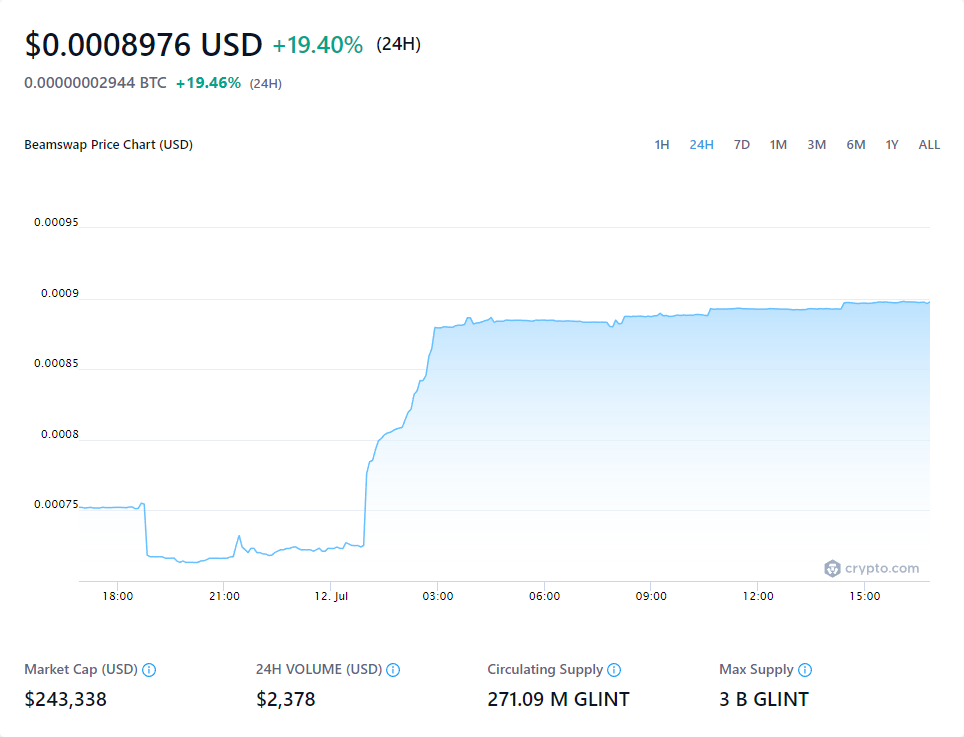 $0.0008976 USD +19.40% (24H)
0.00000002944 BTC +19.46% (24H)
Beamswap Price Chart (USD) 1H 24H 7D 1M 3M 6M 1Y ALL
0.00095
0.0009
0.00085
0.0008
0.00075
crypto.com
18:00 21:00 12. Jul 03:00 06:00 09:00 12:00 15:00
Market Cap (USD) 24H VOLUME (USD) Circulating Supply Max Supply
$243,338 $2,378 271.09 M GLINT 3 B GLINT